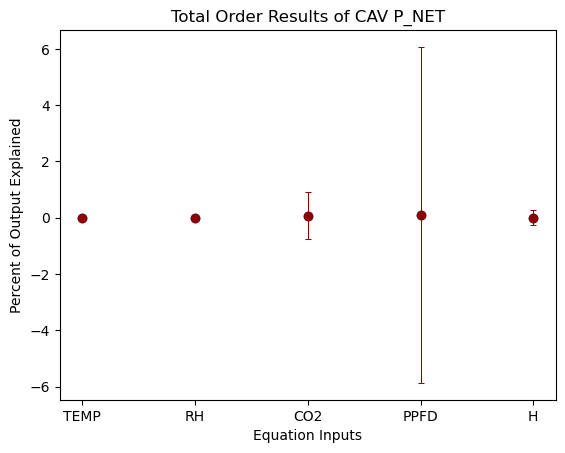 Total Order Results of CAV P_NET
Percent of Output Explained
6
4
2
0
−2
−4
−6
TEMP RH CO2 PPFD H
Equation Inputs